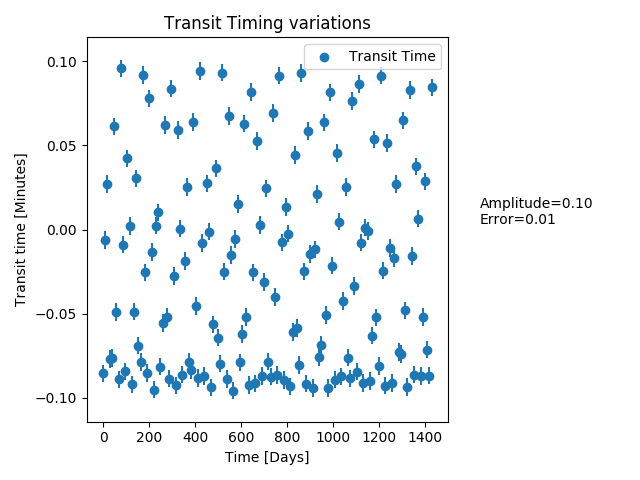 Transit Timing variations
Transit Time
0.10
0.05
0.00
−0.05
−0.10
Transit time [Minutes]
Amplitude=0.10
Error=0.01
0 200 400 600 800 1000 1200 1400
Time [Days]